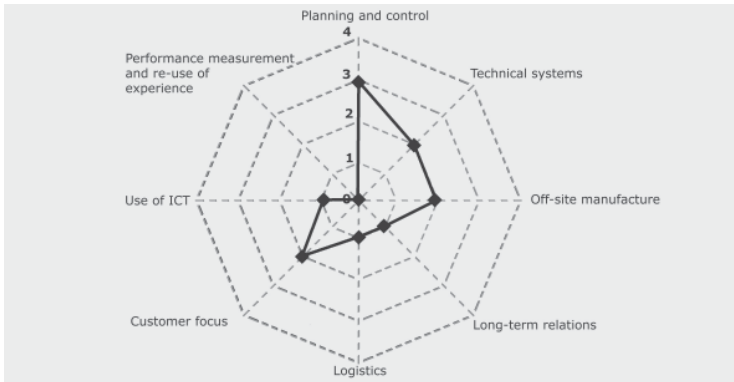 Planning and control
4
Performance measurement
and re-use of
experience
3
Technical systems
2
1
Use of ICT
0
Off-site manufacture
Customer focus
Long-term relations
Logistics